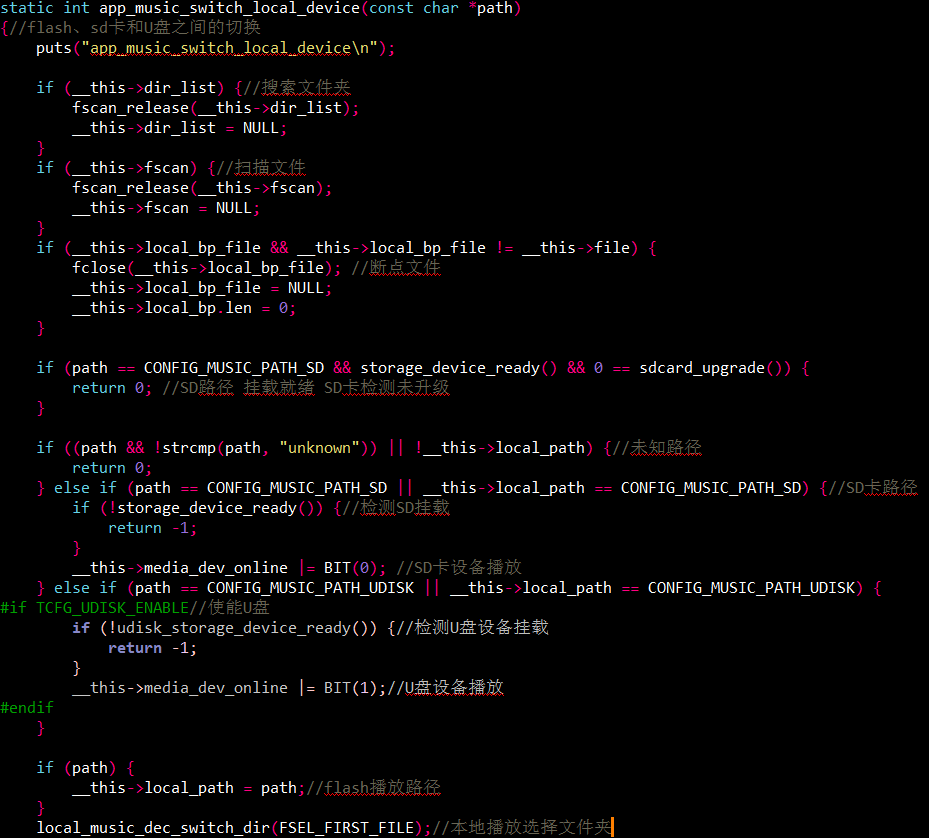 static int app_music_switch_local_device(const char *path)
{//flash、sd卡和U盘之间的切换
    puts("app_music_switch_local_device\n");

    if (__this->dir_list) {//搜索文件夹
        fscan_release(__this->dir_list);
        __this->dir_list = NULL;
    }
    if (__this->fscan) {//扫描文件
        fscan_release(__this->fscan);
        __this->fscan = NULL;
    }
    if (__this->local_bp_file && __this->local_bp_file != __this->file) {
        fclose(__this->local_bp_file); //断点文件
        __this->local_bp_file = NULL;
        __this->local_bp.len = 0;
    }

    if (path == CONFIG_MUSIC_PATH_SD && storage_device_ready() && 0 == sdcard_upgrade()) {
        return 0; //SD路径 挂载就绪 SD卡检测未升级
    }

    if ((path && !strcmp(path, "unknown")) || !__this->local_path) {//未知路径
        return 0;
    } else if (path == CONFIG_MUSIC_PATH_SD || __this->local_path == CONFIG_MUSIC_PATH_SD) {//SD卡路径
        if (!storage_device_ready()) {//检测SD挂载
            return -1;
        }
        __this->media_dev_online |= BIT(0); //SD卡设备播放
    } else if (path == CONFIG_MUSIC_PATH_UDISK || __this->local_path == CONFIG_MUSIC_PATH_UDISK) {
#if TCFG_UDISK_ENABLE//使能U盘
        if (!udisk_storage_device_ready()) {//检测U盘设备挂载
            return -1;
        }
        __this->media_dev_online |= BIT(1);//U盘设备播放
#endif
    }

    if (path) {
        __this->local_path = path;//flash播放路径
    }
    local_music_dec_switch_dir(FSEL_FIRST_FILE);//本地播放选择文件夹